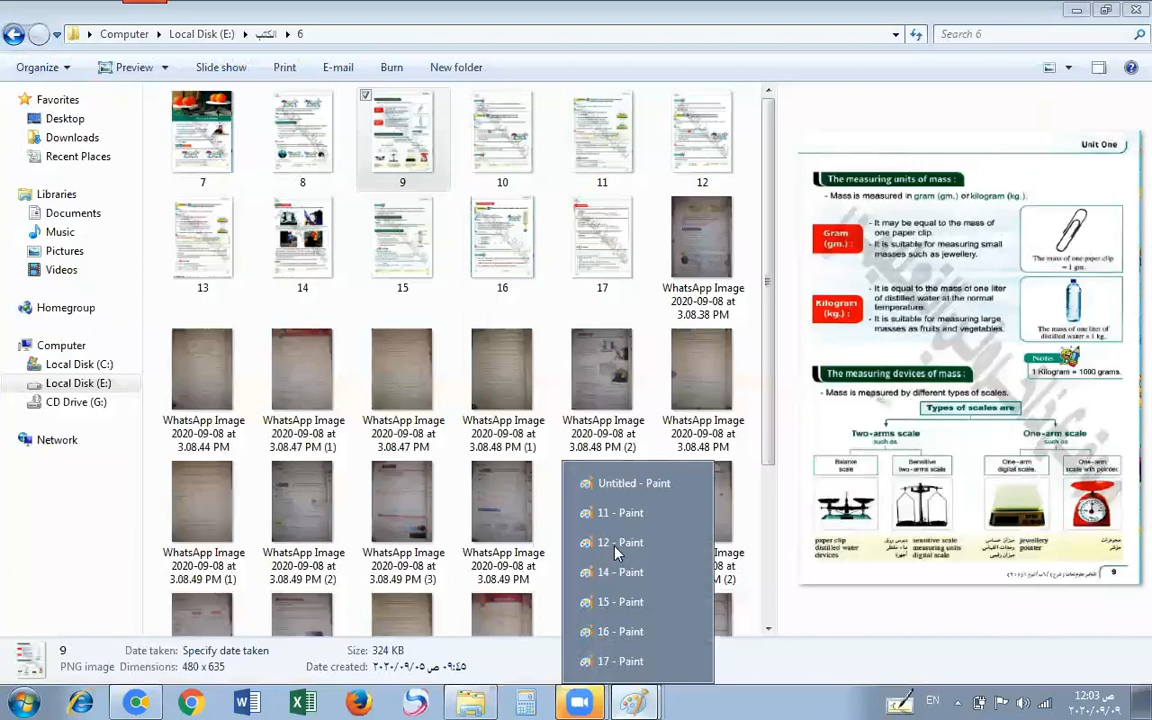 Computer
Local Disk (E:)
الكتب
6
Search 6
Organize
Preview
Slide show
Print
E-mail
Burn
New folder
Favorites
Desktop
Downloads
Recent Places
Libraries
Documents
Music
Pictures
Videos
Homegroup
Computer
Local Disk (C:)
Local Disk (E:)
CD Drive (G:)
Network
7
8
9
10
11
12
13
14
15
16
17
WhatsApp Image
2020-09-08 at
3.08.38 PM
WhatsApp Image
2020-09-08 at
3.08.44 PM
WhatsApp Image
2020-09-08 at
3.08.47 PM (1)
WhatsApp Image
2020-09-08 at
3.08.47 PM
WhatsApp Image
2020-09-08 at
3.08.48 PM (1)
WhatsApp Image
2020-09-08 at
3.08.48 PM (2)
WhatsApp Image
2020-09-08 at
3.08.48 PM
WhatsApp Image
2020-09-08 at
3.08.49 PM (1)
WhatsApp Image
2020-09-08 at
3.08.49 PM (2)
WhatsApp Image
2020-09-08 at
3.08.49 PM (3)
WhatsApp Image
2020-09-08 at
3.08.49 PM
Untitled - Paint
11 - Paint
12 - Paint
14 - Paint
15 - Paint
16 - Paint
17 - Paint
Unit One
The measuring units of mass :
- Mass is measured in gram (gm.) or kilogram (kg.).
Gram
(gm.) :
- It may be equal to the mass of
one paper clip.
- It is suitable for measuring small
masses such as jewellery.
The mass of one paper clip
= 1 gm.
Kilogram
(kg.) :
- It is equal to the mass of one liter
of distilled water at the normal
temperature.
- It is suitable for measuring large
masses as fruits and vegetables.
The mass of one liter of
distilled water = 1 kg.
Note
1 Kilogram = 1000 grams.
The measuring devices of mass :
- Mass is measured by different types of scales.
Types of scales are
Two-arms scale
such as
One-arm scale
such as
Balance
scale
Sensitive
two-arms scale
One-arm
digital scale
One-arm
scale with pointer
paper clip
distilled water
devices
sensitive scale
measuring units
digital scale
jewellery
pointer
9
9
PNG image
Date taken: Specify date taken
Dimensions: 480 x 635
Size: 324 KB
Date created: ٢٠٢٠/٠٩/٠٥ ص ٠٩:٤٥
EN
12:03 ص
٢٠٢٠/٠٩/٠٩